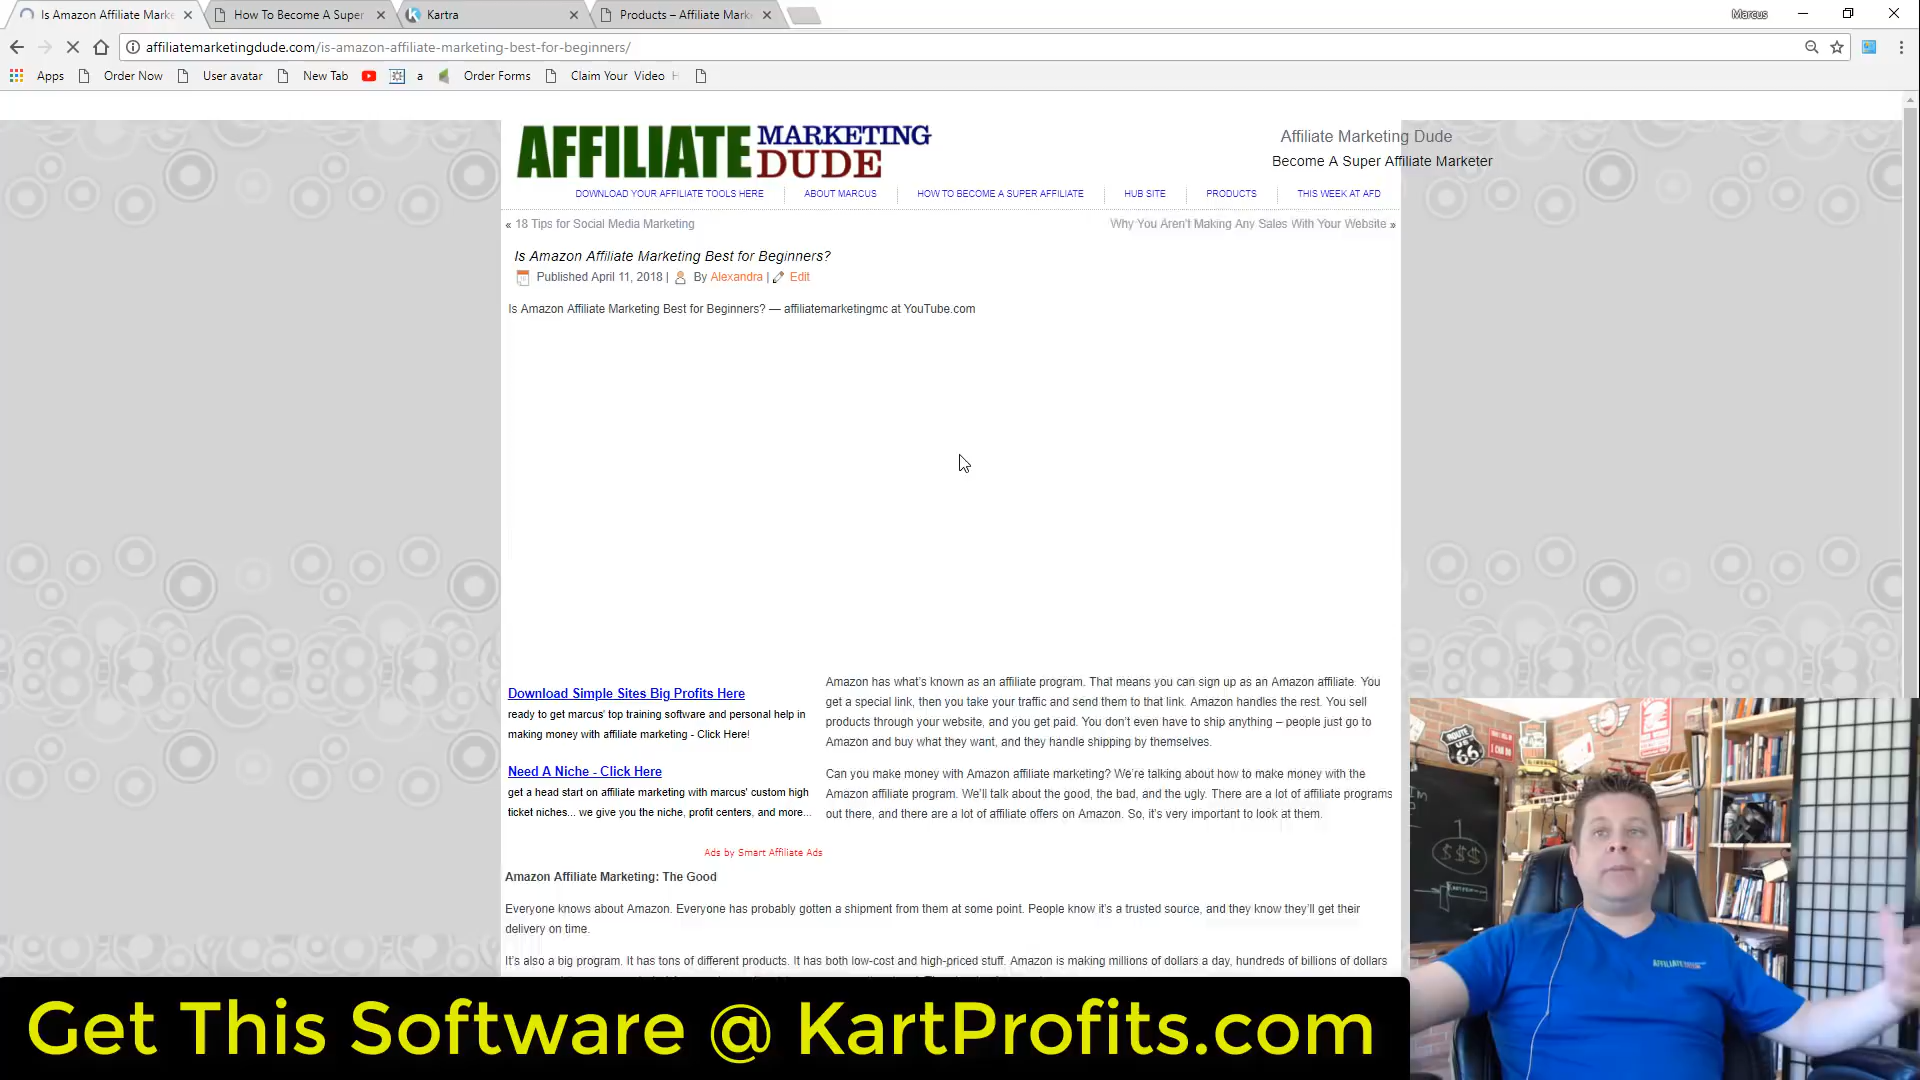 Is Amazon Affiliate Marke
How To Become A Super
Kartra
Products – Affiliate Mark
Marcus
affiliatemarketingdude.com/is-amazon-affiliate-marketing-best-for-beginners/
Apps
Order Now
User avatar
New Tab
a
Order Forms
Claim Your Video H
AFFILIATE MARKETING DUDE
Affiliate Marketing Dude
Become A Super Affiliate Marketer
DOWNLOAD YOUR AFFILIATE TOOLS HERE
ABOUT MARCUS
HOW TO BECOME A SUPER AFFILIATE
HUB SITE
PRODUCTS
THIS WEEK AT AFD
« 18 Tips for Social Media Marketing
Why You Aren't Making Any Sales With Your Website »
Is Amazon Affiliate Marketing Best for Beginners?
Published April 11, 2018 | By Alexandra | Edit
Is Amazon Affiliate Marketing Best for Beginners? — affiliatemarketingmc at YouTube.com
Download Simple Sites Big Profits Here
ready to get marcus' top training software and personal help in
making money with affiliate marketing - Click Here!
Need A Niche - Click Here
get a head start on affiliate marketing with marcus' custom high
ticket niches... we give you the niche, profit centers, and more...
Ads by Smart Affiliate Ads
Amazon has what's known as an affiliate program. That means you can sign up as an Amazon affiliate. You
get a special link, then you take your traffic and send them to that link. Amazon handles the rest. You sell
products through your website, and you get paid. You don't even have to ship anything – people just go to
Amazon and buy what they want, and they handle shipping by themselves.
Can you make money with Amazon affiliate marketing? We're talking about how to make money with the
Amazon affiliate program. We'll talk about the good, the bad, and the ugly. There are a lot of affiliate programs
out there, and there are a lot of affiliate offers on Amazon. So, it's very important to look at them.
Amazon Affiliate Marketing: The Good
Everyone knows about Amazon. Everyone has probably gotten a shipment from them at some point. People know it's a trusted source, and they know they'll get their
delivery on time.
It's also a big program. It has tons of different products. It has both low-cost and high-priced stuff. Amazon is making millions of dollars a day, hundreds of billions of dollars
ROUTE
US
66
1
$$$
AFFILIATE
Get This Software @ KartProfits.com